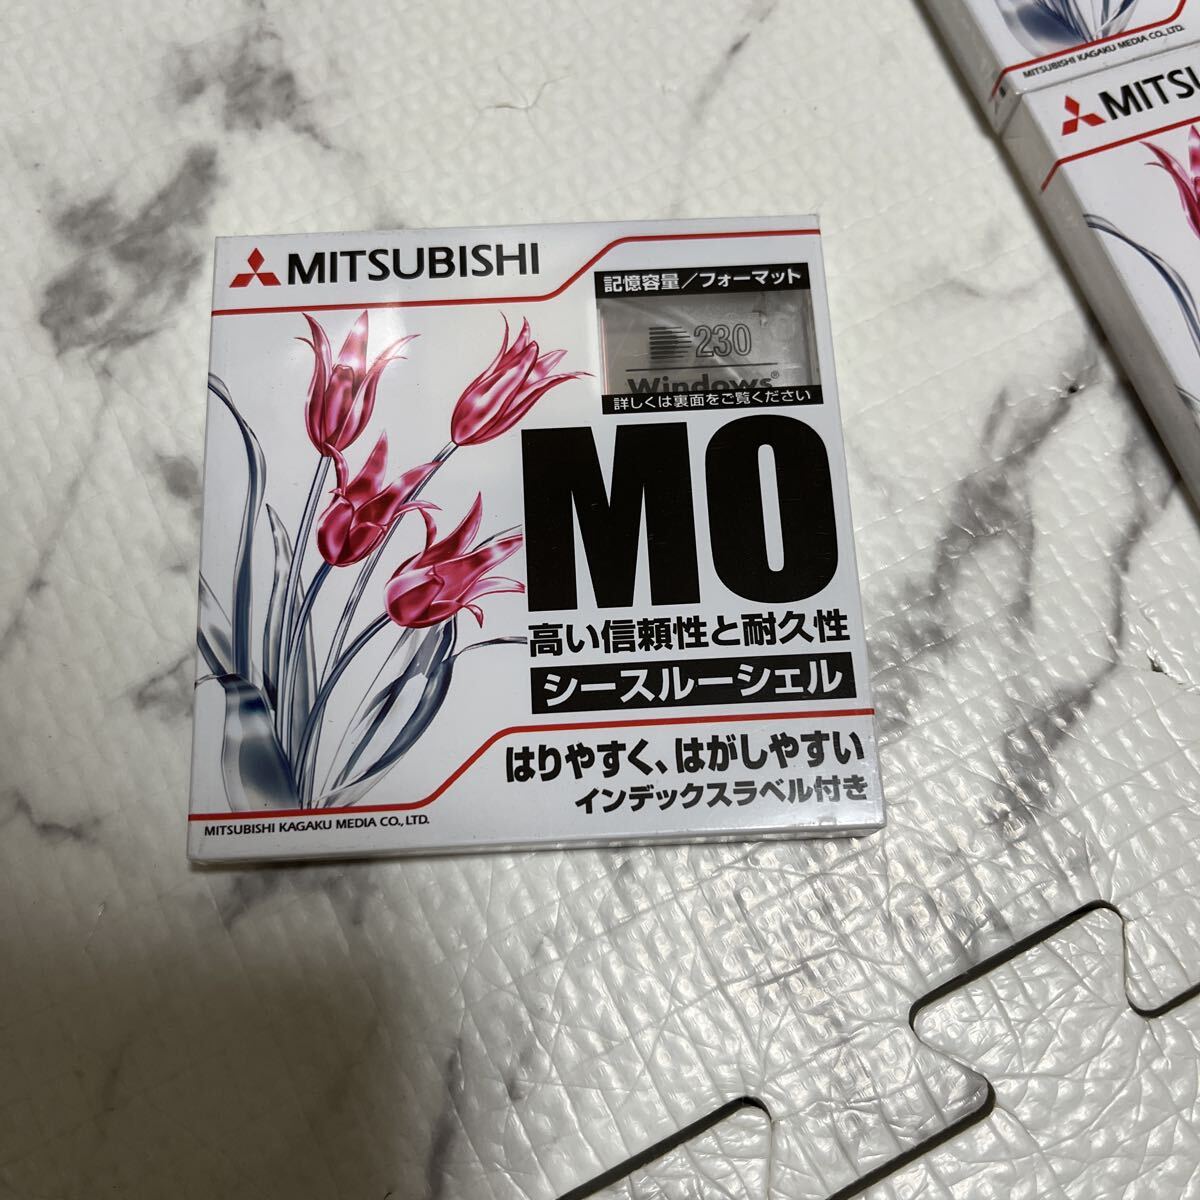 MITSUBISHI
記憶容量/フォーマット
230
Windows®
詳しくは裏面をご覧ください
MO
高い信頼性と耐久性
シースルーシェル
はりやすく、はがしやすい
インデックスラベル付き
MITSUBISHI KAGAKU MEDIA CO., LTD.
MITSUBISHI KAGAKU MEDIA CO., LTD.
MITSU